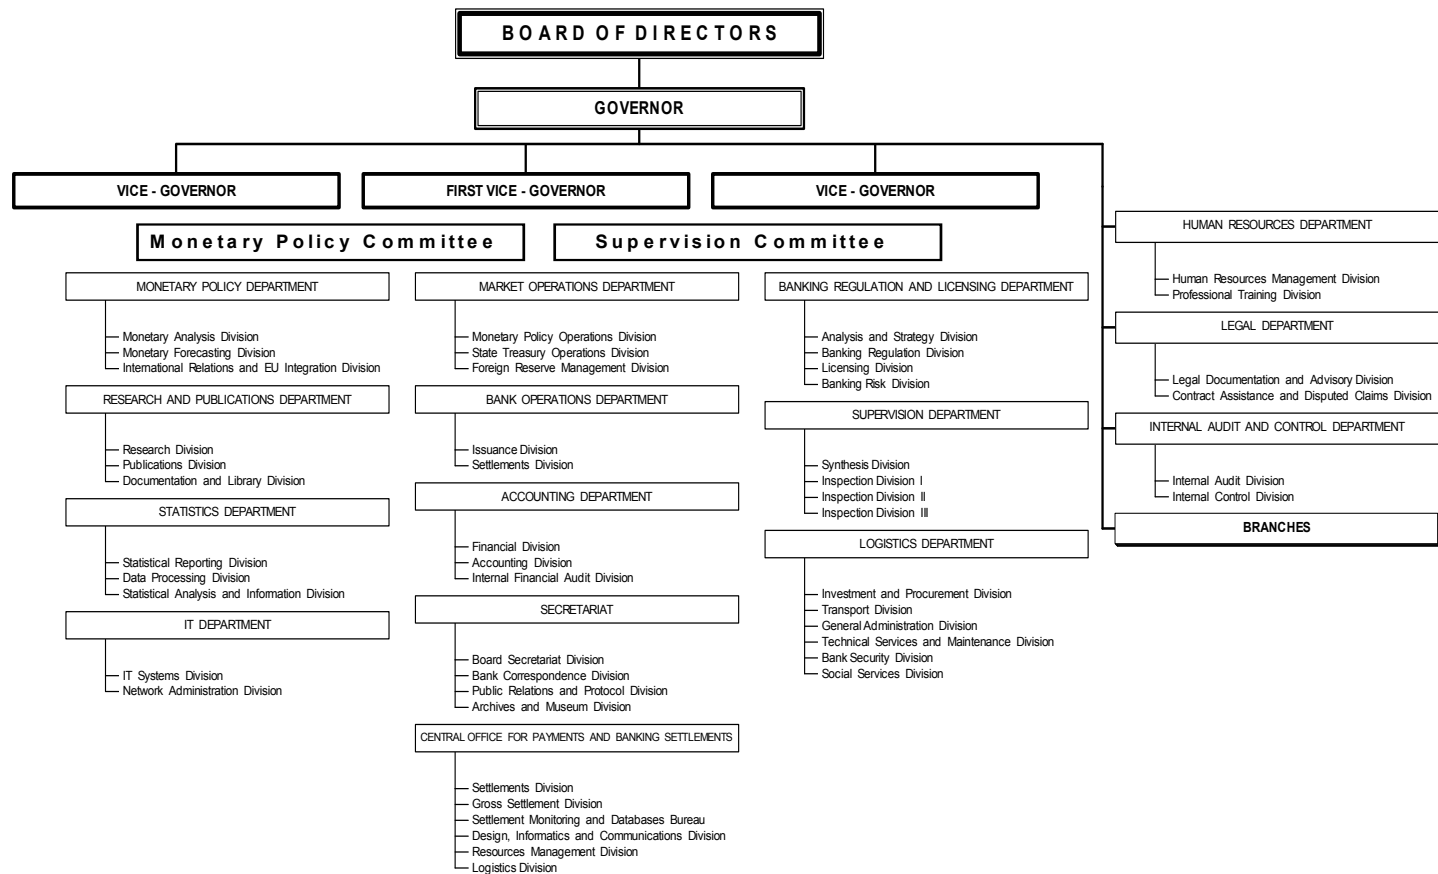 BOARD OF DIRECTORS
GOVERNOR
VICE - GOVERNOR
FIRST VICE - GOVERNOR
VICE - GOVERNOR
Monetary Policy Committee
Supervision Committee
MONETARY POLICY DEPARTMENT
Monetary Analysis Division
Monetary Forecasting Division
International Relations and EU Integration Division
RESEARCH AND PUBLICATIONS DEPARTMENT
Research Division
Publications Division
Documentation and Library Division
STATISTICS DEPARTMENT
Statistical Reporting Division
Data Processing Division
Statistical Analysis and Information Division
IT DEPARTMENT
IT Systems Division
Network Administration Division
MARKET OPERATIONS DEPARTMENT
Monetary Policy Operations Division
State Treasury Operations Division
Foreign Reserve Management Division
BANK OPERATIONS DEPARTMENT
Issuance Division
Settlements Division
ACCOUNTING DEPARTMENT
Financial Division
Accounting Division
Internal Financial Audit Division
SECRETARIAT
Board Secretariat Division
Bank Correspondence Division
Public Relations and Protocol Division
Archives and Museum Division
CENTRAL OFFICE FOR PAYMENTS AND BANKING SETTLEMENTS
Settlements Division
Gross Settlement Division
Settlement Monitoring and Databases Bureau
Design, Informatics and Communications Division
Resources Management Division
Logistics Division
BANKING REGULATION AND LICENSING DEPARTMENT
Analysis and Strategy Division
Banking Regulation Division
Licensing Division
Banking Risk Division
SUPERVISION DEPARTMENT
Synthesis Division
Inspection Division I
Inspection Division II
Inspection Division III
LOGISTICS DEPARTMENT
Investment and Procurement Division
Transport Division
General Administration Division
Technical Services and Maintenance Division
Bank Security Division
Social Services Division
HUMAN RESOURCES DEPARTMENT
Human Resources Management Division
Professional Training Division
LEGAL DEPARTMENT
Legal Documentation and Advisory Division
Contract Assistance and Disputed Claims Division
INTERNAL AUDIT AND CONTROL DEPARTMENT
Internal Audit Division
Internal Control Division
BRANCHES